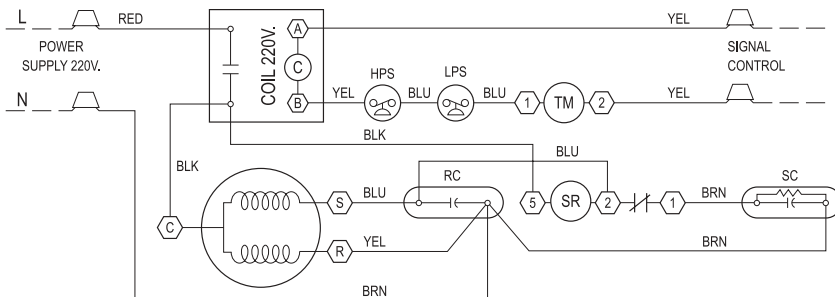 L RED YEL
POWER SUPPLY 220V.
COIL 220V.
A
C
B
SIGNAL CONTROL
N
YEL HPS BLU LPS BLU 1 TM 2 YEL
BLK
BLU
BLK
RC
SC
C
S BLU
5 SR 2 1 BRN
R YEL
BRN
BRN